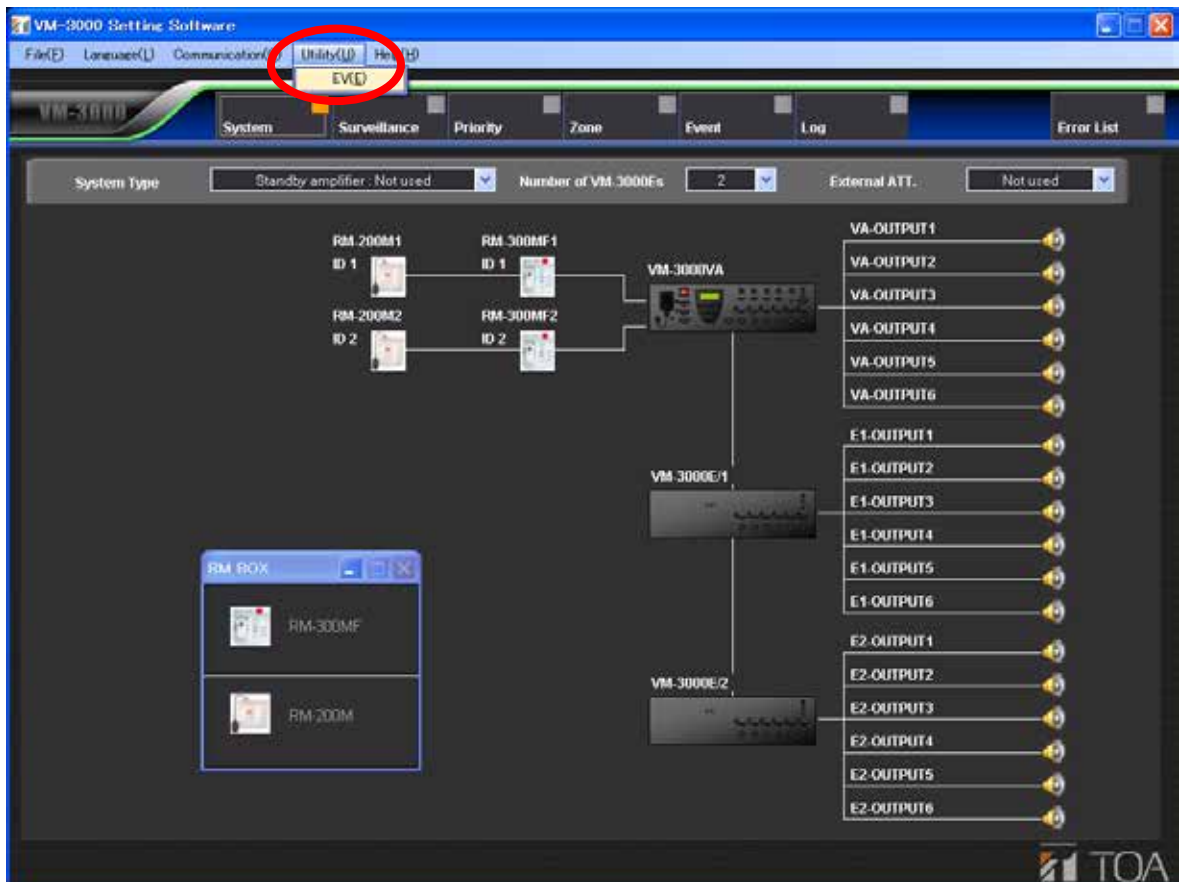 VM-3000 Setting Software
File(F) Language(L) Communication( Utility(U) Help(H)
EV(E)
VM-3000
System Surveillance Priority Zone Event Log Error List
System Type Standby amplifier : Not used Number of VM-3000Es 2 External ATT. Not used
RM-200M1 RM-300MF1 VA-OUTPUT1
ID 1 ID 1 VM-3000VA VA-OUTPUT2
VA-OUTPUT3
RM-200M2 RM-300MF2 VA-OUTPUT4
ID 2 ID 2 VA-OUTPUT5
VA-OUTPUT6
E1-OUTPUT1
VM-3000E/1 E1-OUTPUT2
E1-OUTPUT3
E1-OUTPUT4
RM BOX E1-OUTPUT5
E1-OUTPUT6
RM-300MF E2-OUTPUT1
VM-3000E/2 E2-OUTPUT2
RM-200M E2-OUTPUT3
E2-OUTPUT4
E2-OUTPUT5
E2-OUTPUT6
TOA